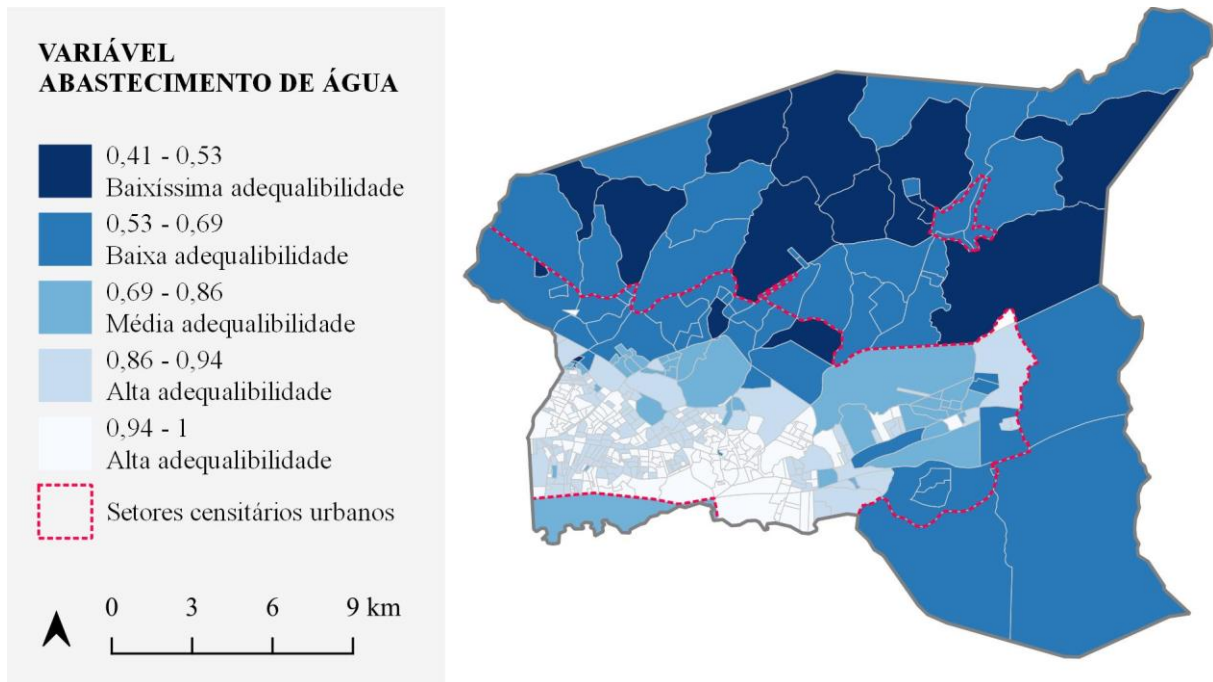 VARIÁVEL
ABASTECIMENTO DE ÁGUA
0,41 - 0,53
Baixíssima adequalibilidade
0,53 - 0,69
Baixa adequalibilidade
0,69 - 0,86
Média adequalibilidade
0,86 - 0,94
Alta adequalibilidade
0,94 - 1
Alta adequalibilidade
Setores censitários urbanos
0 3 6 9 km